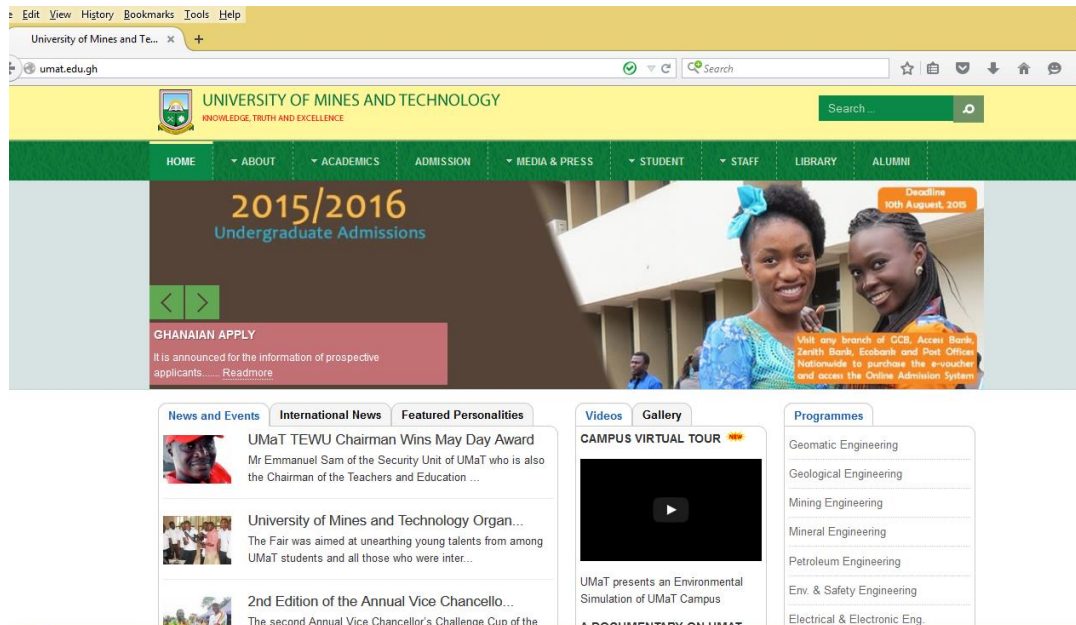 Edit View History Bookmarks Tools Help
University of Mines and Te... × +
umat.edu.gh
Search
UNIVERSITY OF MINES AND TECHNOLOGY
KNOWLEDGE, TRUTH AND EXCELLENCE
Search ...
HOME ABOUT ACADEMICS ADMISSION MEDIA & PRESS STUDENT STAFF LIBRARY ALUMNI
2015/2016
Undergraduate Admissions
Deadline
10th August, 2015
GHANAIAN APPLY
It is announced for the information of prospective
applicants...... Readmore
Visit any branch of GCB, Access Bank,
Zenith Bank, Ecobank and Post Offices
Nationwide to purchase the e-voucher
and access the Online Admission System
News and Events International News Featured Personalities
UMaT TEWU Chairman Wins May Day Award
Mr Emmanuel Sam of the Security Unit of UMaT who is also
the Chairman of the Teachers and Education ...
University of Mines and Technology Organ...
The Fair was aimed at unearthing young talents from among
UMaT students and all those who were inter...
2nd Edition of the Annual Vice Chancello...
The second Annual Vice Chancellor's Challenge Cup of the
Videos Gallery
CAMPUS VIRTUAL TOUR NEW
UMaT presents an Environmental
Simulation of UMaT Campus
A DOCUMENTARY ON UMAT
Programmes
Geomatic Engineering
Geological Engineering
Mining Engineering
Mineral Engineering
Petroleum Engineering
Env. & Safety Engineering
Electrical & Electronic Eng.